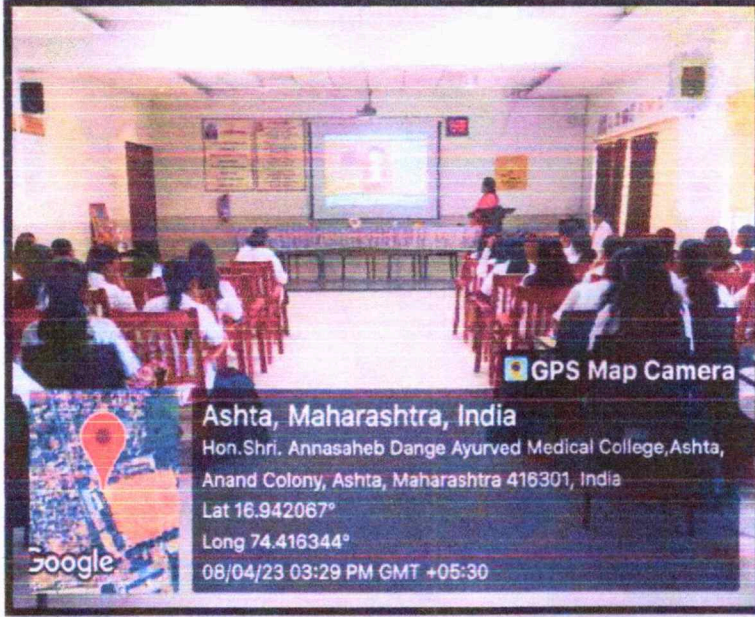 GPS Map Camera
Ashta, Maharashtra, India
Hon.Shri. Annasaheb Dange Ayurved Medical College,Ashta,
Anand Colony, Ashta, Maharashtra 416301, India
Lat 16.942067°
Long 74.416344°
08/04/23 03:29 PM GMT +05:30
Google